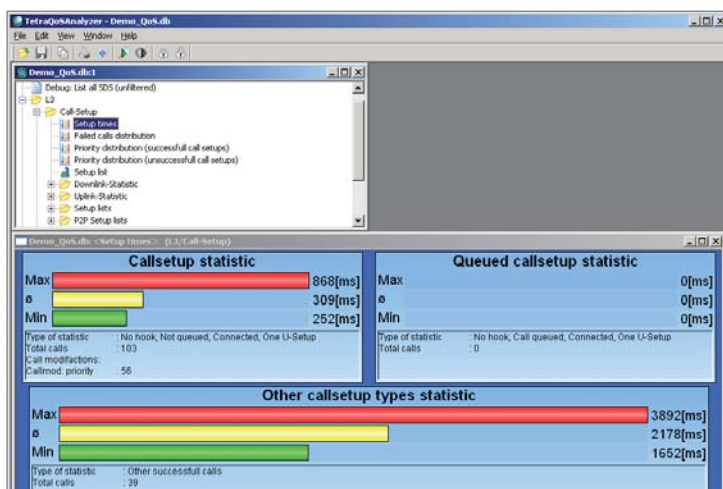 TetraQoSAnalyzer - Demo_QoS.db
File Edit View Window Help
Demo_QoS.db:1
Debug: List all SDS (unfiltered)
L3
Call-Setup
Setup times
Failed calls distribution
Priority distribution (successfull call setups)
Priority distribution (unsuccessfull call setups)
Setup list
Downlink-Statistic
Uplink-Statistic
Setup lists
P2P Setup lists
Demo_QoS.db: <Setup times> (L3/Call-Setup)
Callsetup statistic
Max 868[ms]
ø 309[ms]
Min 252[ms]
Type of statistic : No hook, Not queued, Connected, One U-Setup
Total calls : 103
Call modifactions:
Callmod: priority : 56
Queued callsetup statistic
Max 0[ms]
ø 0[ms]
Min 0[ms]
Type of statistic : No hook, Call queued, Connected, One U-Setup
Total calls : 0
Other callsetup types statistic
Max 3892[ms]
ø 2178[ms]
Min 1652[ms]
Type of statistic : Other successfull calls
Total calls : 39